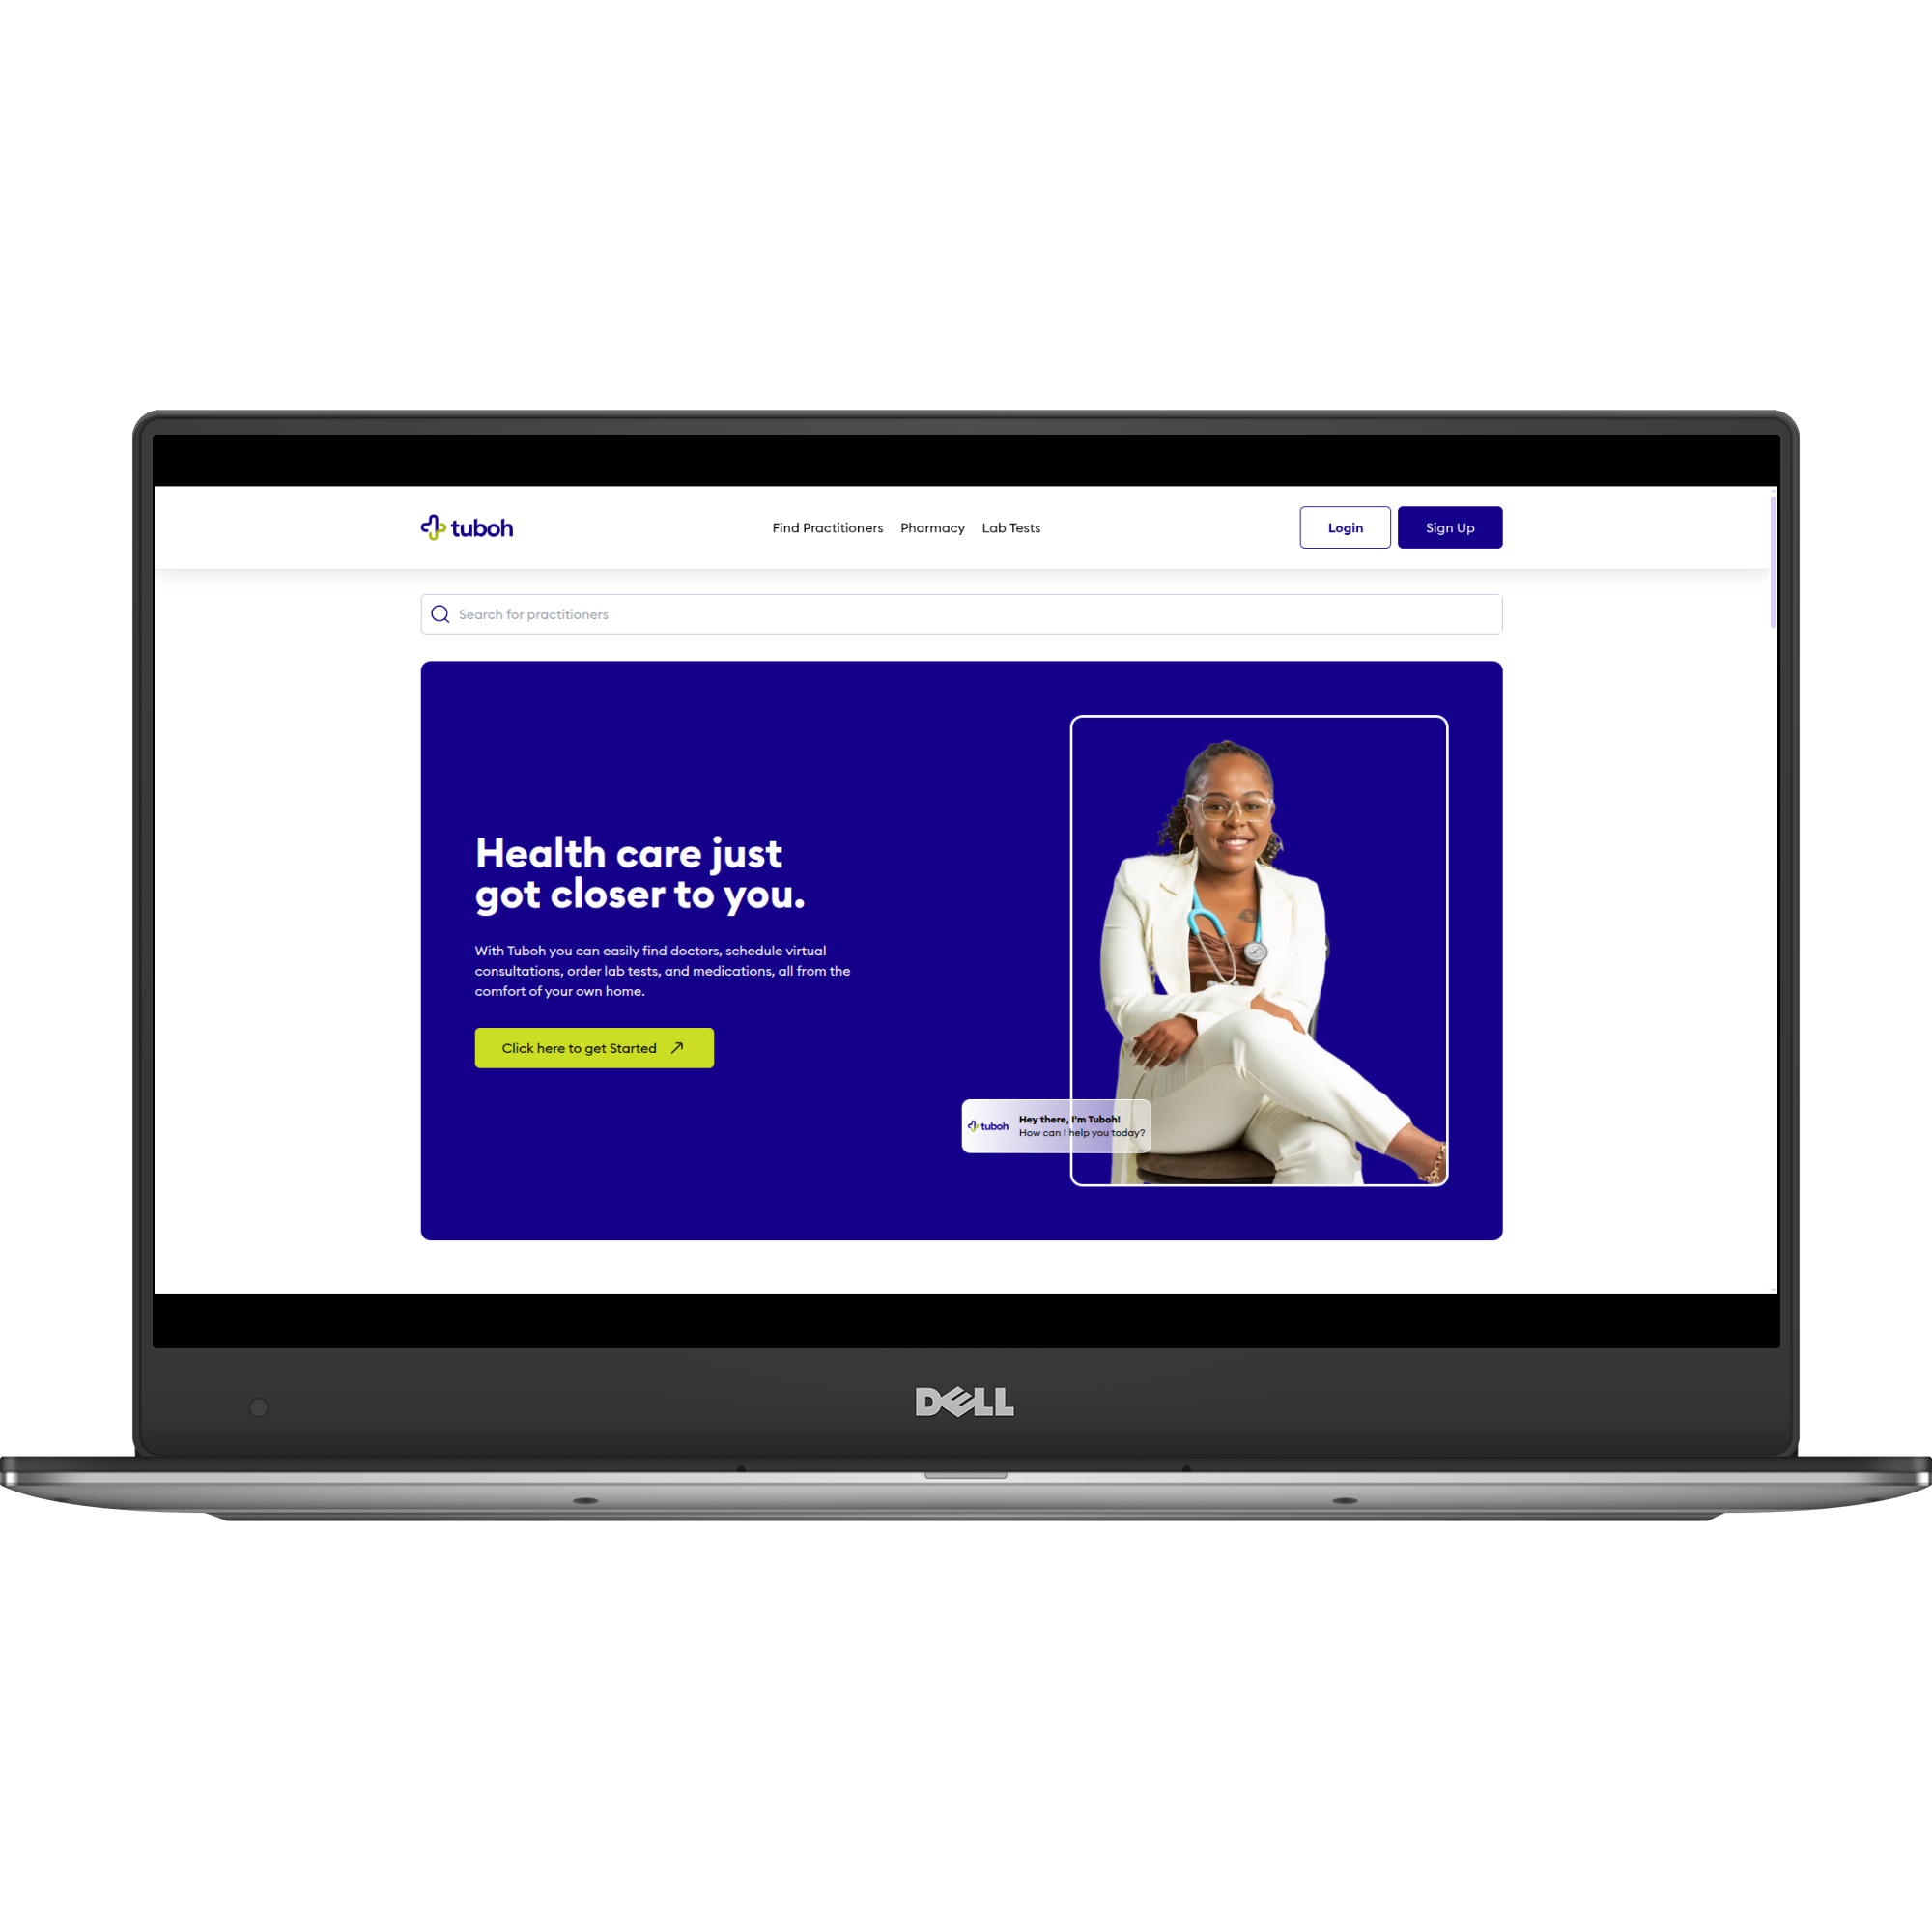 tuboh
Find Practitioners Pharmacy Lab Tests
Login
Sign Up
Search for practitioners
Health care just
got closer to you.
With Tuboh you can easily find doctors, schedule virtual
consultations, order lab tests, and medications, all from the
comfort of your own home.
Click here to get Started
tuboh
Hey there, I'm Tuboh!
How can I help you today?
DELL